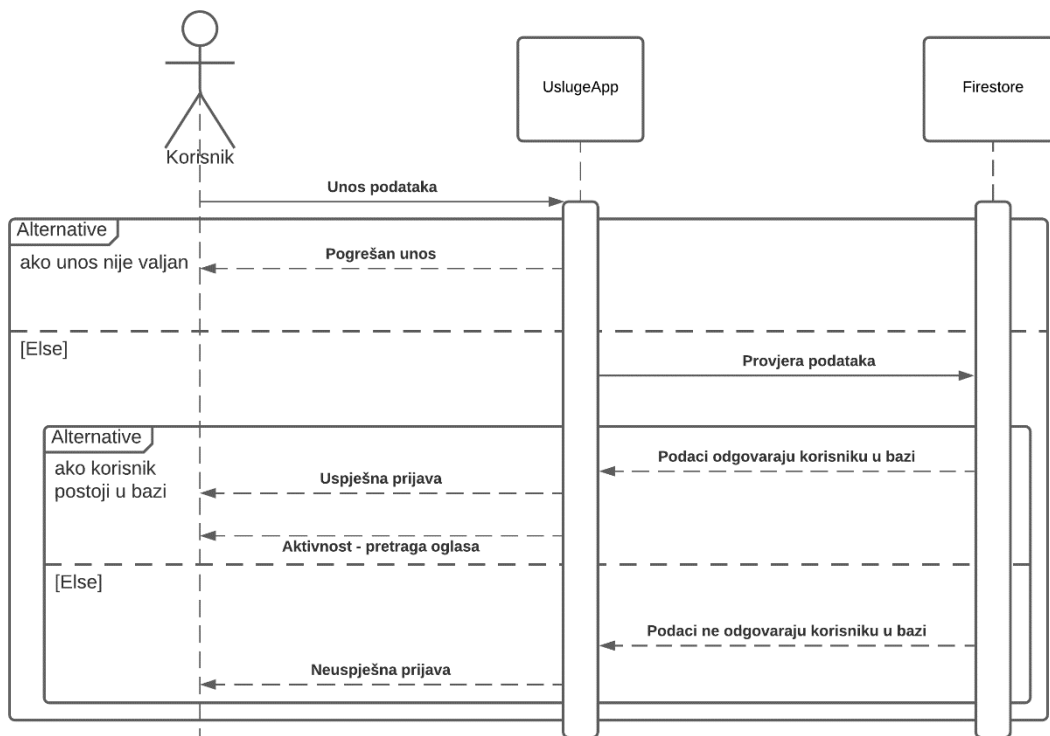 UslugeApp
Firestore
Korisnik
Unos podataka
Alternative
ako unos nije valjan
Pogrešan unos
[Else]
Provjera podataka
Alternative
ako korisnik
postoji u bazi
Podaci odgovaraju korisniku u bazi
Uspješna prijava
Aktivnost - pretraga oglasa
[Else]
Podaci ne odgovaraju korisniku u bazi
Neuspješna prijava